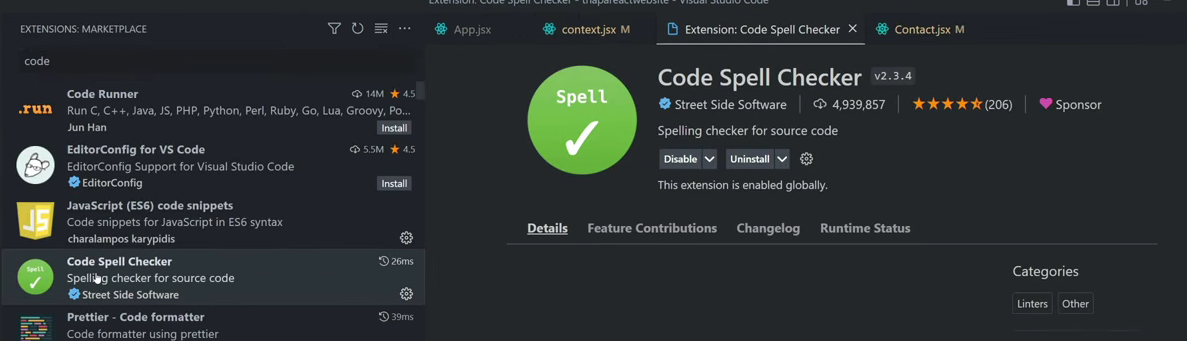 Extension: Code Spell Checker - thapareactwebsite - Visual Studio Code
EXTENSIONS: MARKETPLACE
App.jsx
context.jsx M
Extension: Code Spell Checker
Contact.jsx M
code
Code Runner 14M 4.5
Run C, C++, Java, JS, PHP, Python, Perl, Ruby, Go, Lua, Groovy, Po...
Jun Han Install
.run
EditorConfig for VS Code 5.5M 4.5
EditorConfig Support for Visual Studio Code
EditorConfig Install
JavaScript (ES6) code snippets
Code snippets for JavaScript in ES6 syntax
charalampos karypidis
JS
Code Spell Checker 26ms
Spelling checker for source code
Street Side Software
Spell
Prettier - Code formatter 39ms
Code formatter using prettier
Spell
Code Spell Checker v2.3.4
Street Side Software 4,939,857 (206) Sponsor
Spelling checker for source code
Disable Uninstall
This extension is enabled globally.
Details Feature Contributions Changelog Runtime Status
Categories
Linters Other